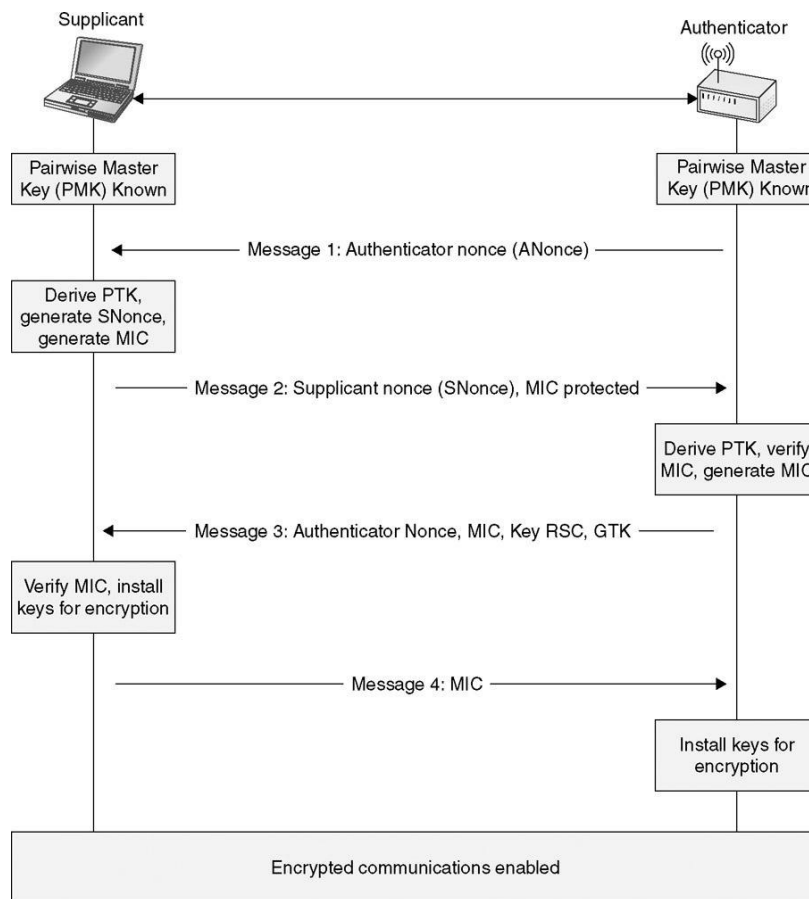 Supplicant
Authenticator
Pairwise Master
Key (PMK) Known
Pairwise Master
Key (PMK) Known
Message 1: Authenticator nonce (ANonce)
Derive PTK,
generate SNonce,
generate MIC
Message 2: Supplicant nonce (SNonce), MIC protected
Derive PTK, verify
MIC, generate MIC
Message 3: Authenticator Nonce, MIC, Key RSC, GTK
Verify MIC, install
keys for encryption
Message 4: MIC
Install keys for
encryption
Encrypted communications enabled